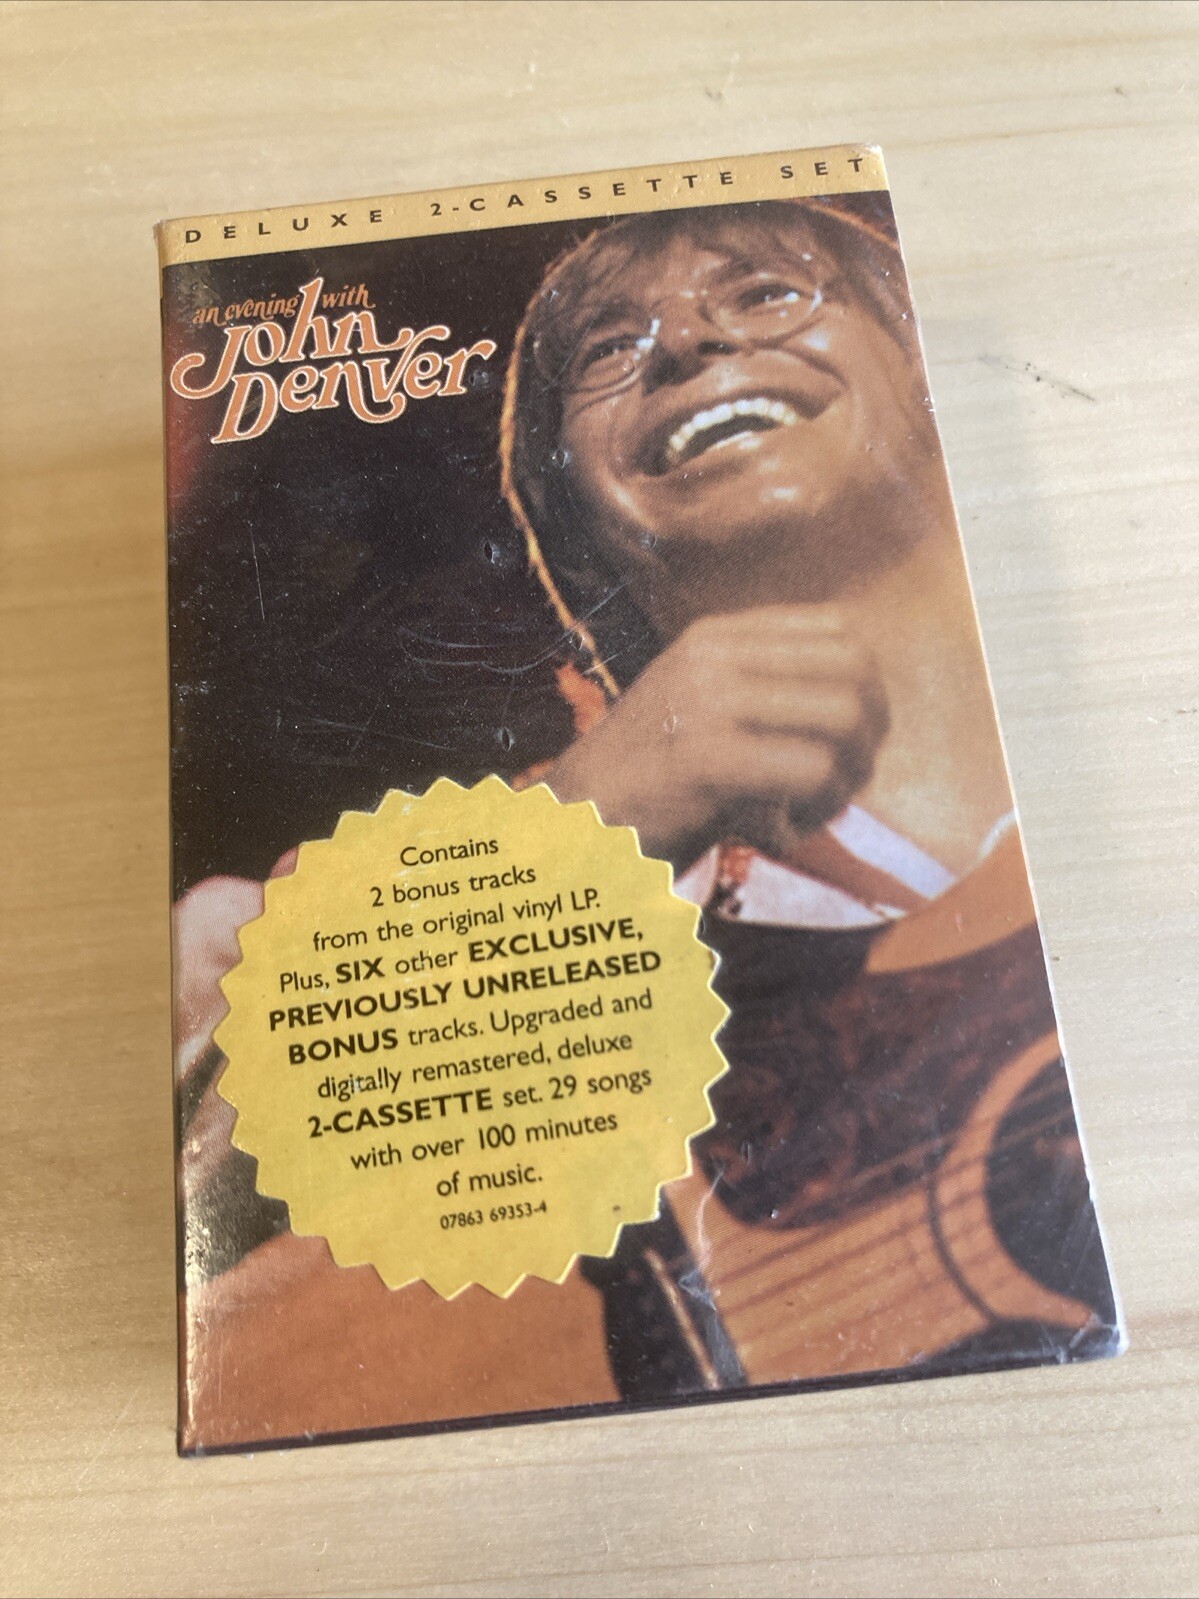 DELUXE 2-CASSETTE SET
an evening with
John
Denver
Contains
2 bonus tracks
from the original vinyl LP.
Plus, SIX other EXCLUSIVE,
PREVIOUSLY UNRELEASED
BONUS tracks. Upgraded and
digitally remastered, deluxe
2-CASSETTE set. 29 songs
with over 100 minutes
of music.
07863 69353-4